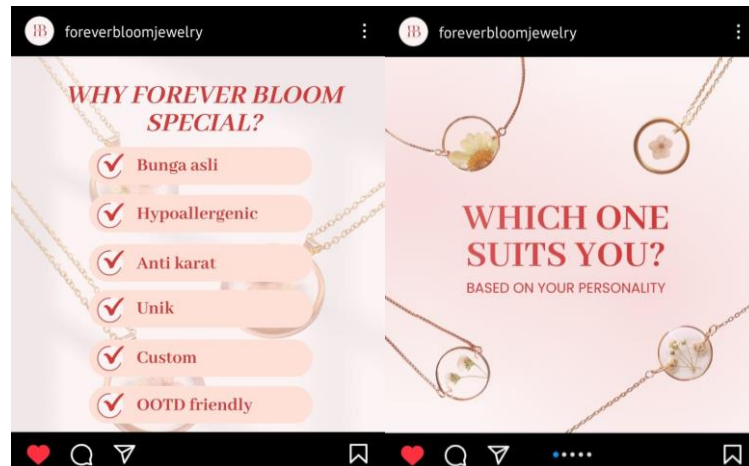 foreverbloomjewelry
WHY FOREVER BLOOM
SPECIAL?
Bunga asli
Hypoallergenic
Anti karat
Unik
Custom
OOTD friendly
foreverbloomjewelry
WHICH ONE
SUITS YOU?
BASED ON YOUR PERSONALITY